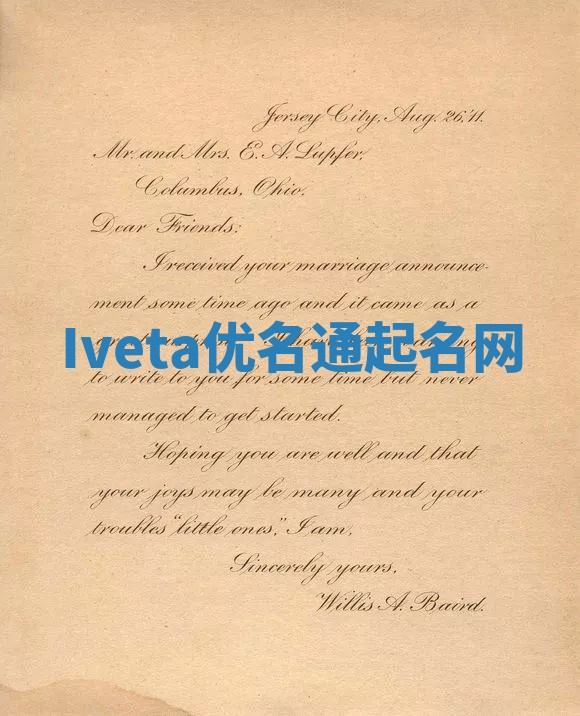 Jersey City, Aug. 26, '11.
Mr. and Mrs. E. A. Lupfer,
Columbus, Ohio.
Dear Friends:
I received your marriage announce-
ment some time ago and it came as a
Iveta优名通起名网
to write to you for some time but never
managed to get started.
Hoping you are well and that
your joys may be many and your
troubles "little ones," I am,
Sincerely yours,
Willis A. Baird.